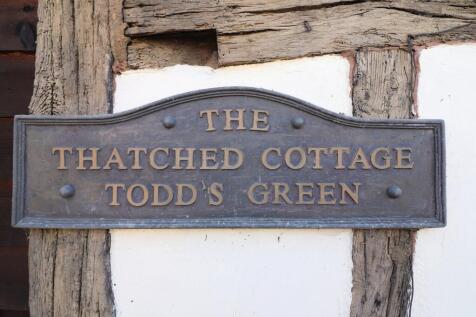 THE
THATCHED COTTAGE
TODD'S GREEN